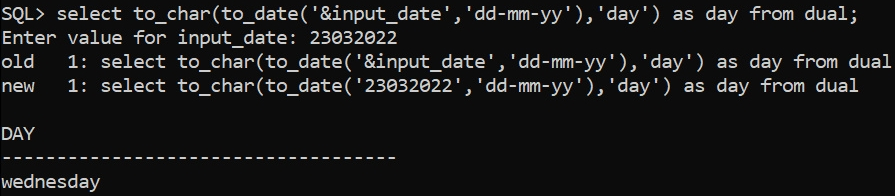 SQL> select to_char(to_date('&input_date','dd-mm-yy'),'day') as day from dual;
Enter value for input_date: 23032022
old   1: select to_char(to_date('&input_date','dd-mm-yy'),'day') as day from dual
new   1: select to_char(to_date('23032022','dd-mm-yy'),'day') as day from dual
DAY
------------------------------------
wednesday